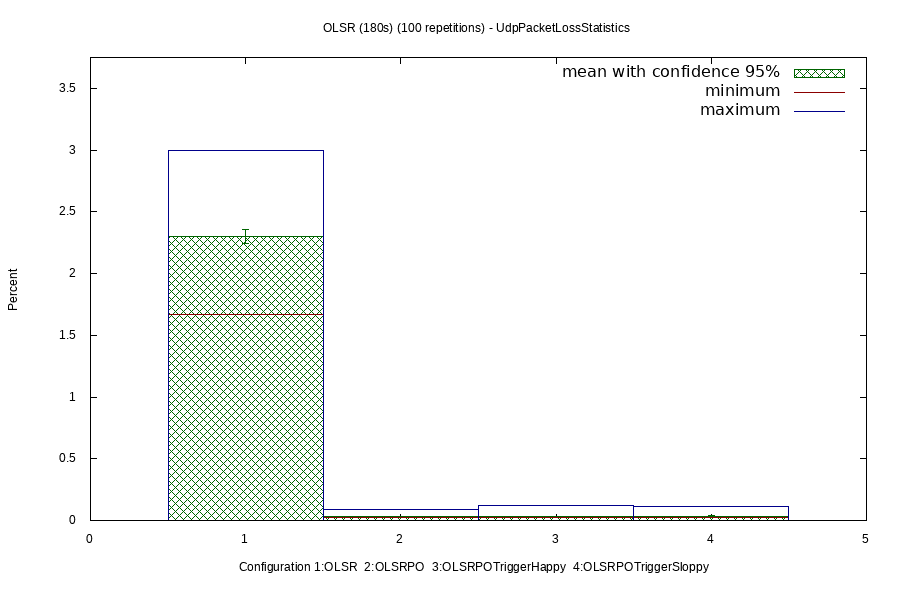 OLSR (180s) (100 repetitions) - UdpPacketLossStatistics
mean with confidence 95%
minimum
maximum
3.5
3
2.5
2
1.5
1
0.5
0
Percent
0 1 2 3 4 5
Configuration 1:OLSR 2:OLSRPO 3:OLSRPOTriggerHappy 4:OLSRPOTriggerSloppy